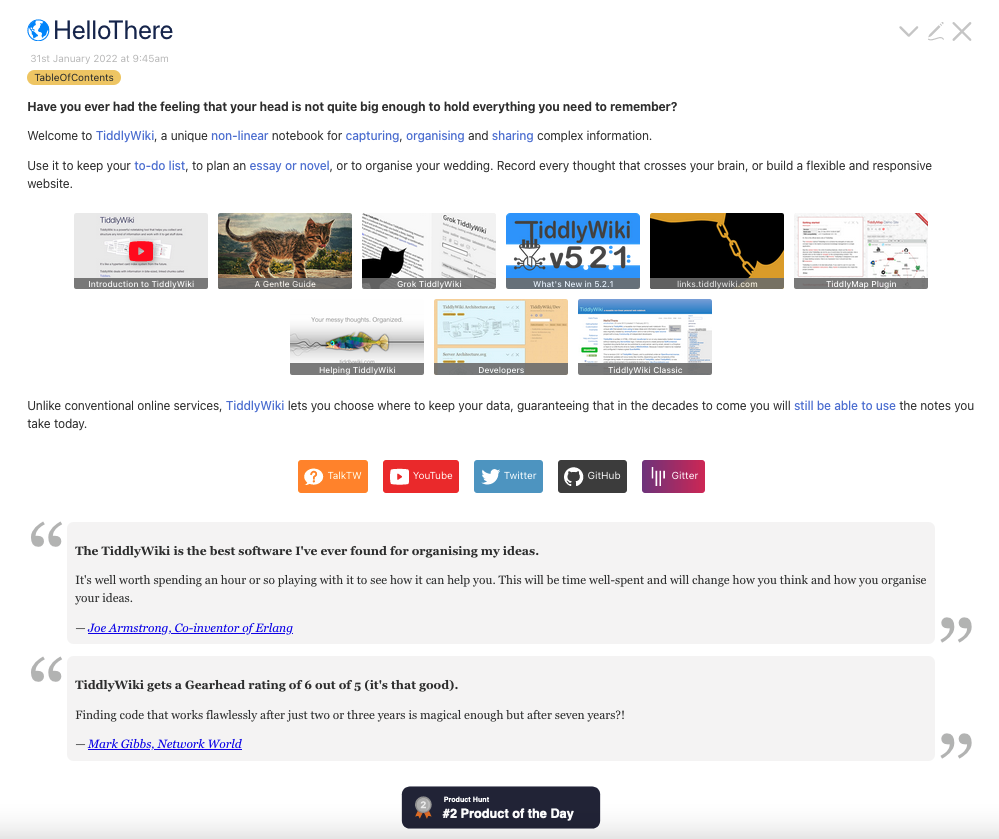 HelloThere
31st January 2022 at 9:45am
TableOfContents
Have you ever had the feeling that your head is not quite big enough to hold everything you need to remember?
Welcome to TiddlyWiki, a unique non-linear notebook for capturing, organising and sharing complex information.
Use it to keep your to-do list, to plan an essay or novel, or to organise your wedding. Record every thought that crosses your brain, or build a flexible and responsive
website.
TiddlyWiki
Introduction to TiddlyWiki
A Gentle Guide
Grok TiddlyWiki
Grok TiddlyWiki
TiddlyWiki
v5.2.1
What's New in 5.2.1
links.tiddlywiki.com
TiddlyMap Plugin
Your messy thoughts. Organized.
tiddlywiki.com
Helping TiddlyWiki
Developers
TiddlyWiki Classic
Unlike conventional online services, TiddlyWiki lets you choose where to keep your data, guaranteeing that in the decades to come you will still be able to use the notes you
take today.
TalkTW
YouTube
Twitter
GitHub
Gitter
“
The TiddlyWiki is the best software I've ever found for organising my ideas.
It's well worth spending an hour or so playing with it to see how it can help you. This will be time well-spent and will change how you think and how you organise
your ideas.
— Joe Armstrong, Co-inventor of Erlang
”
“
TiddlyWiki gets a Gearhead rating of 6 out of 5 (it's that good).
Finding code that works flawlessly after just two or three years is magical enough but after seven years?!
— Mark Gibbs, Network World
”
2
Product Hunt
#2 Product of the Day